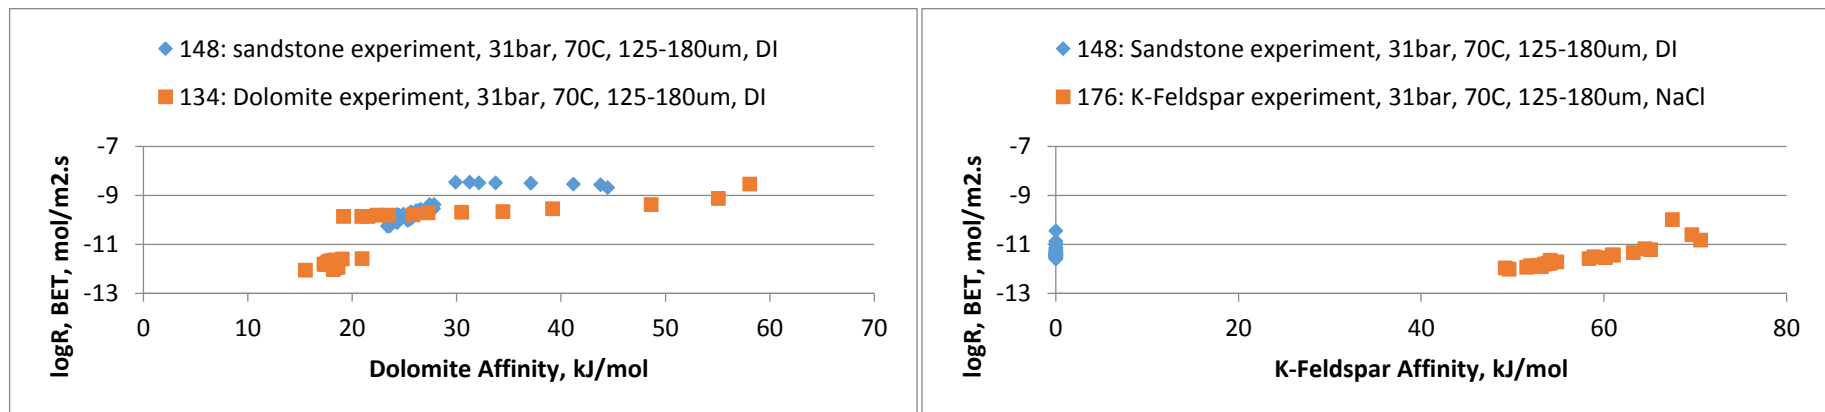 148: sandstone experiment, 31bar, 70C, 125-180um, DI
134: Dolomite experiment, 31bar, 70C, 125-180um, DI
logR, BET, mol/m2.s
-7
-9
-11
-13
0 10 20 30 40 50 60 70
Dolomite Affinity, kJ/mol
148: Sandstone experiment, 31bar, 70C, 125-180um, DI
176: K-Feldspar experiment, 31bar, 70C, 125-180um, NaCl
logR, BET, mol/m2.s
-7
-9
-11
-13
0 20 40 60 80
K-Feldspar Affinity, kJ/mol